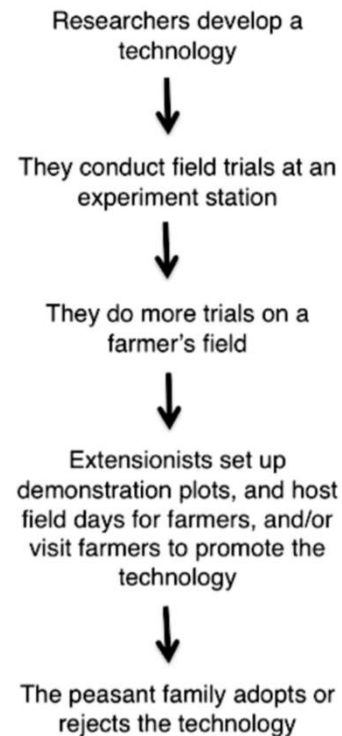 Researchers develop a
technology
They conduct field trials at an
experiment station
They do more trials on a
farmer's field
Extensionists set up
demonstration plots, and host
field days for farmers, and/or
visit farmers to promote the
technology
The peasant family adopts or
rejects the technology